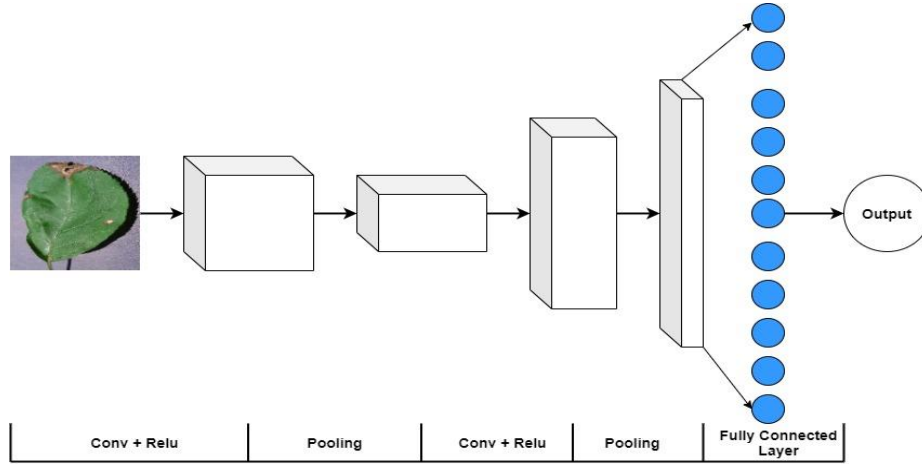 Output
Conv + Relu
Pooling
Conv + Relu
Pooling
Fully Connected
Layer